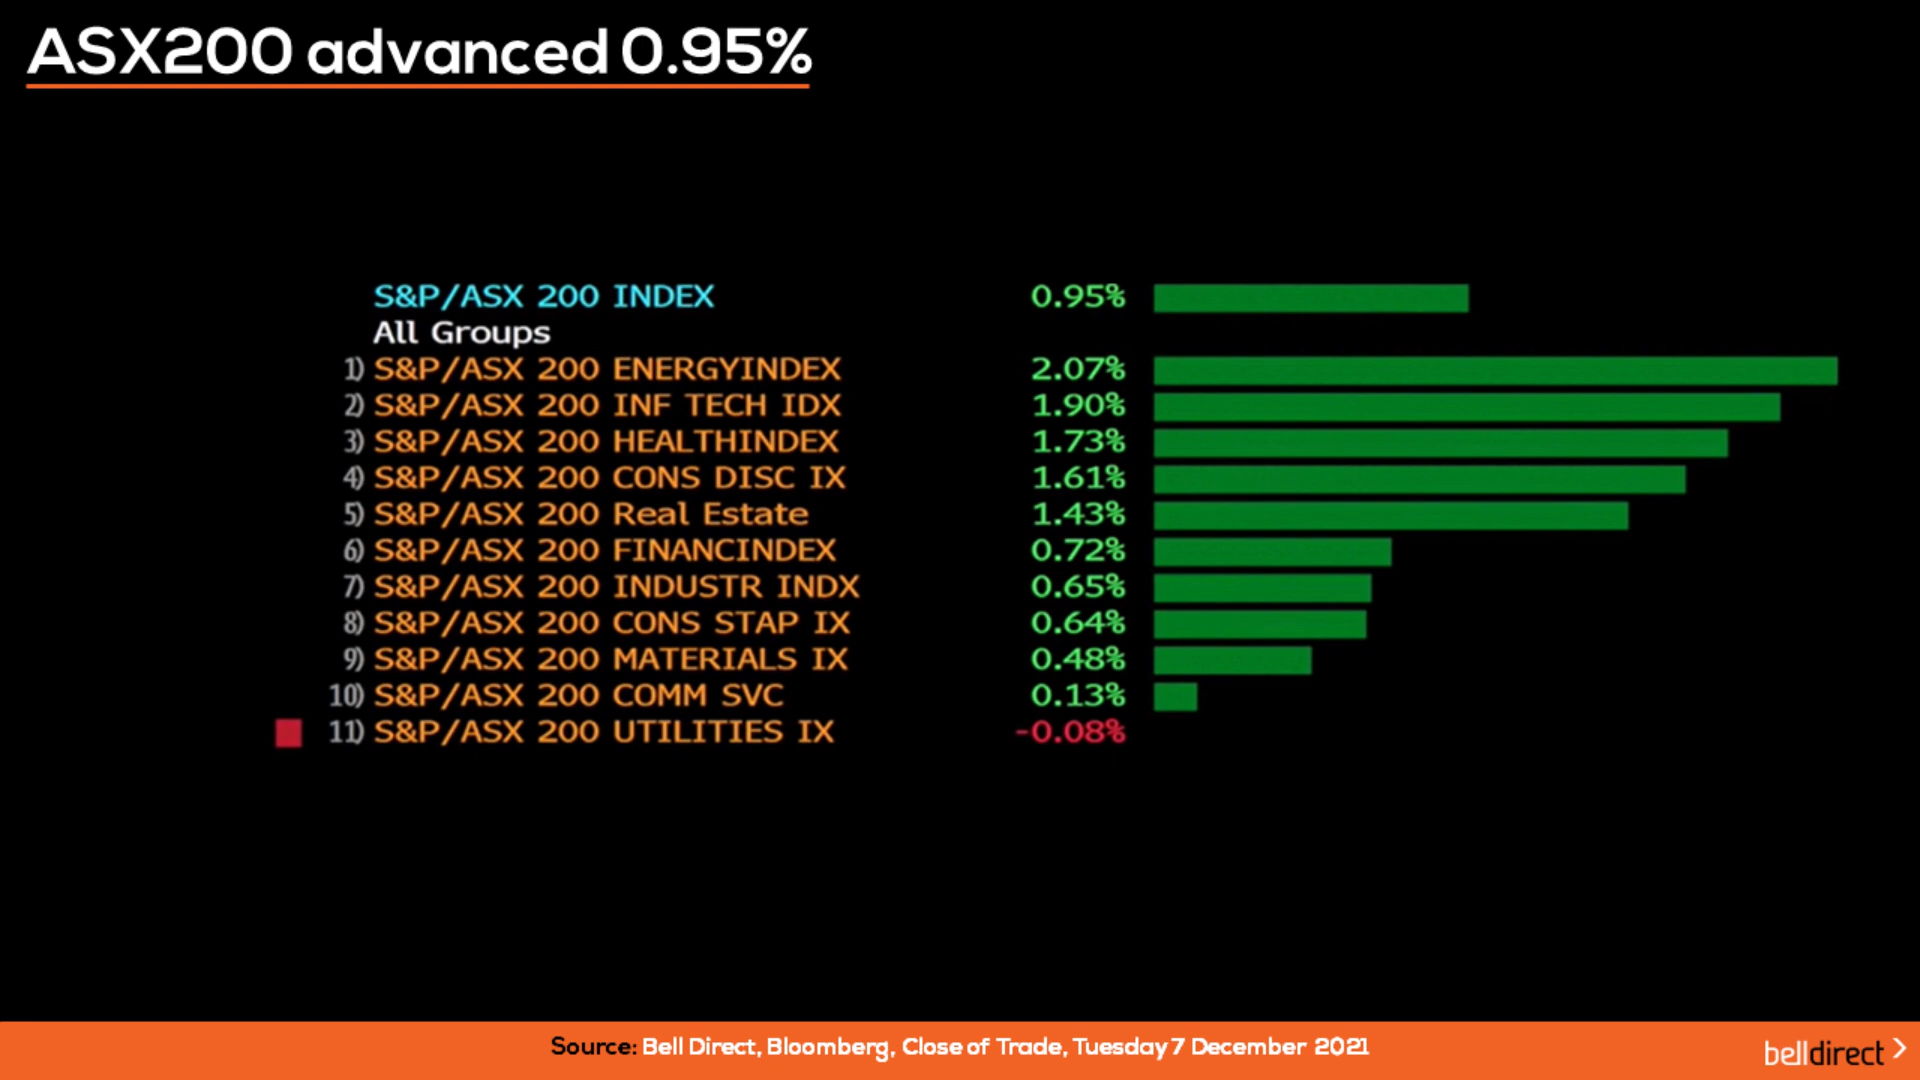 ASX200 advanced 0.95%
S&P/ASX 200 INDEX 0.95%
All Groups
1) S&P/ASX 200 ENERGYINDEX 2.07%
2) S&P/ASX 200 INF TECH IDX 1.90%
3) S&P/ASX 200 HEALTHINDEX 1.73%
4) S&P/ASX 200 CONS DISC IX 1.61%
5) S&P/ASX 200 Real Estate 1.43%
6) S&P/ASX 200 FINANCINDEX 0.72%
7) S&P/ASX 200 INDUSTR INDX 0.65%
8) S&P/ASX 200 CONS STAP IX 0.64%
9) S&P/ASX 200 MATERIALS IX 0.48%
10) S&P/ASX 200 COMM SVC 0.13%
11) S&P/ASX 200 UTILITIES IX -0.08%
Source: Bell Direct, Bloomberg, Close of Trade, Tuesday 7 December 2021
belldirect